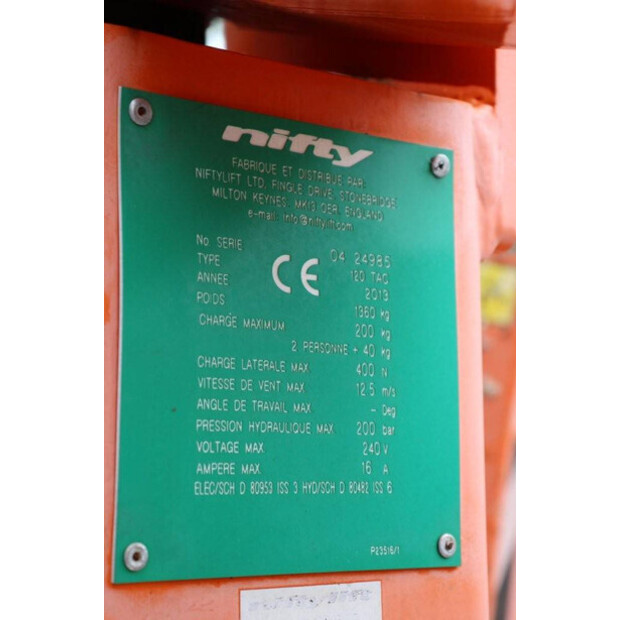 nifty
FABRIQUE ET DISTRIBUE PAR:
NIFTYLIFT LTD, FINGLE DRIVE, STONEBRIDGE
MILTON KEYNES, MK13 0ER, ENGLAND
e-mail: info@niftylift.com
No SERIE 04 24985
TYPE 120 TAC
CE
ANNEE 2013
POIDS 1360 kg
CHARGE MAXIMUM 200 kg
2 PERSONNE + 40 kg
CHARGE LATERALE MAX. 400 N
VITESSE DE VENT MAX 12.5 m/s
ANGLE DE TRAVAIL MAX - Deg
PRESSION HYDRAULIQUE MAX 200 bar
VOLTAGE MAX 240 V
AMPERE MAX. 16 A
ELEC/SCH D 80953 ISS 3 HYD/SCH D 80482 ISS 6
P23516/1